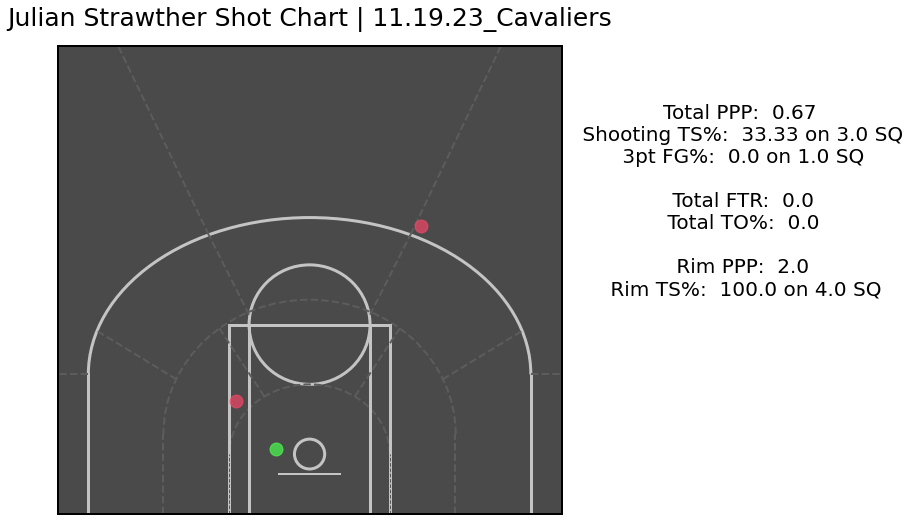 Julian Strawther Shot Chart | 11.19.23_Cavaliers
Total PPP:  0.67
Shooting TS%:  33.33 on 3.0 SQ
3pt FG%:  0.0 on 1.0 SQ
Total FTR:  0.0
Total TO%:  0.0
Rim PPP:  2.0
Rim TS%:  100.0 on 4.0 SQ